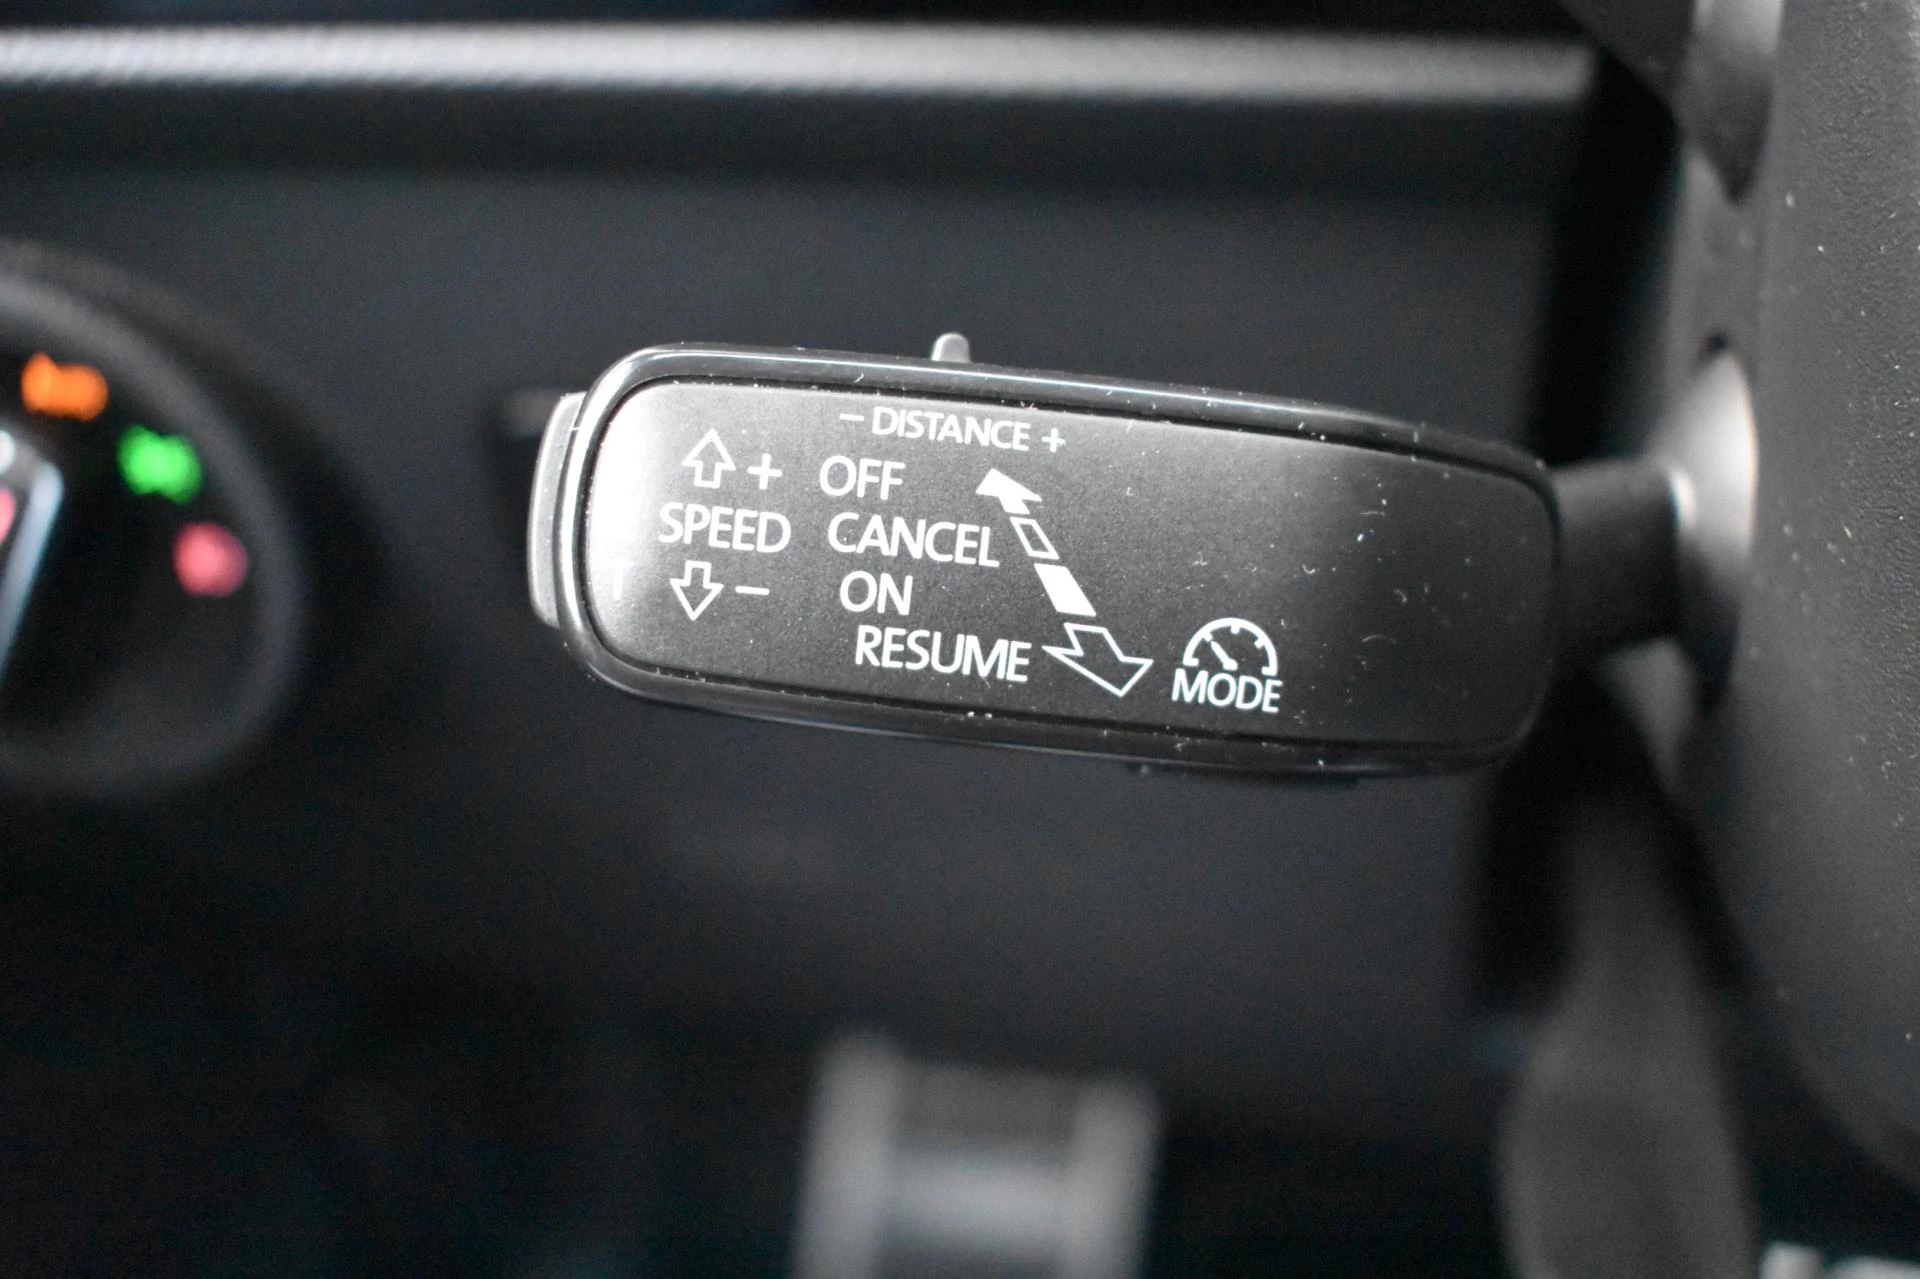 − DISTANCE +
+ OFF
SPEED CANCEL
− ON
RESUME
MODE